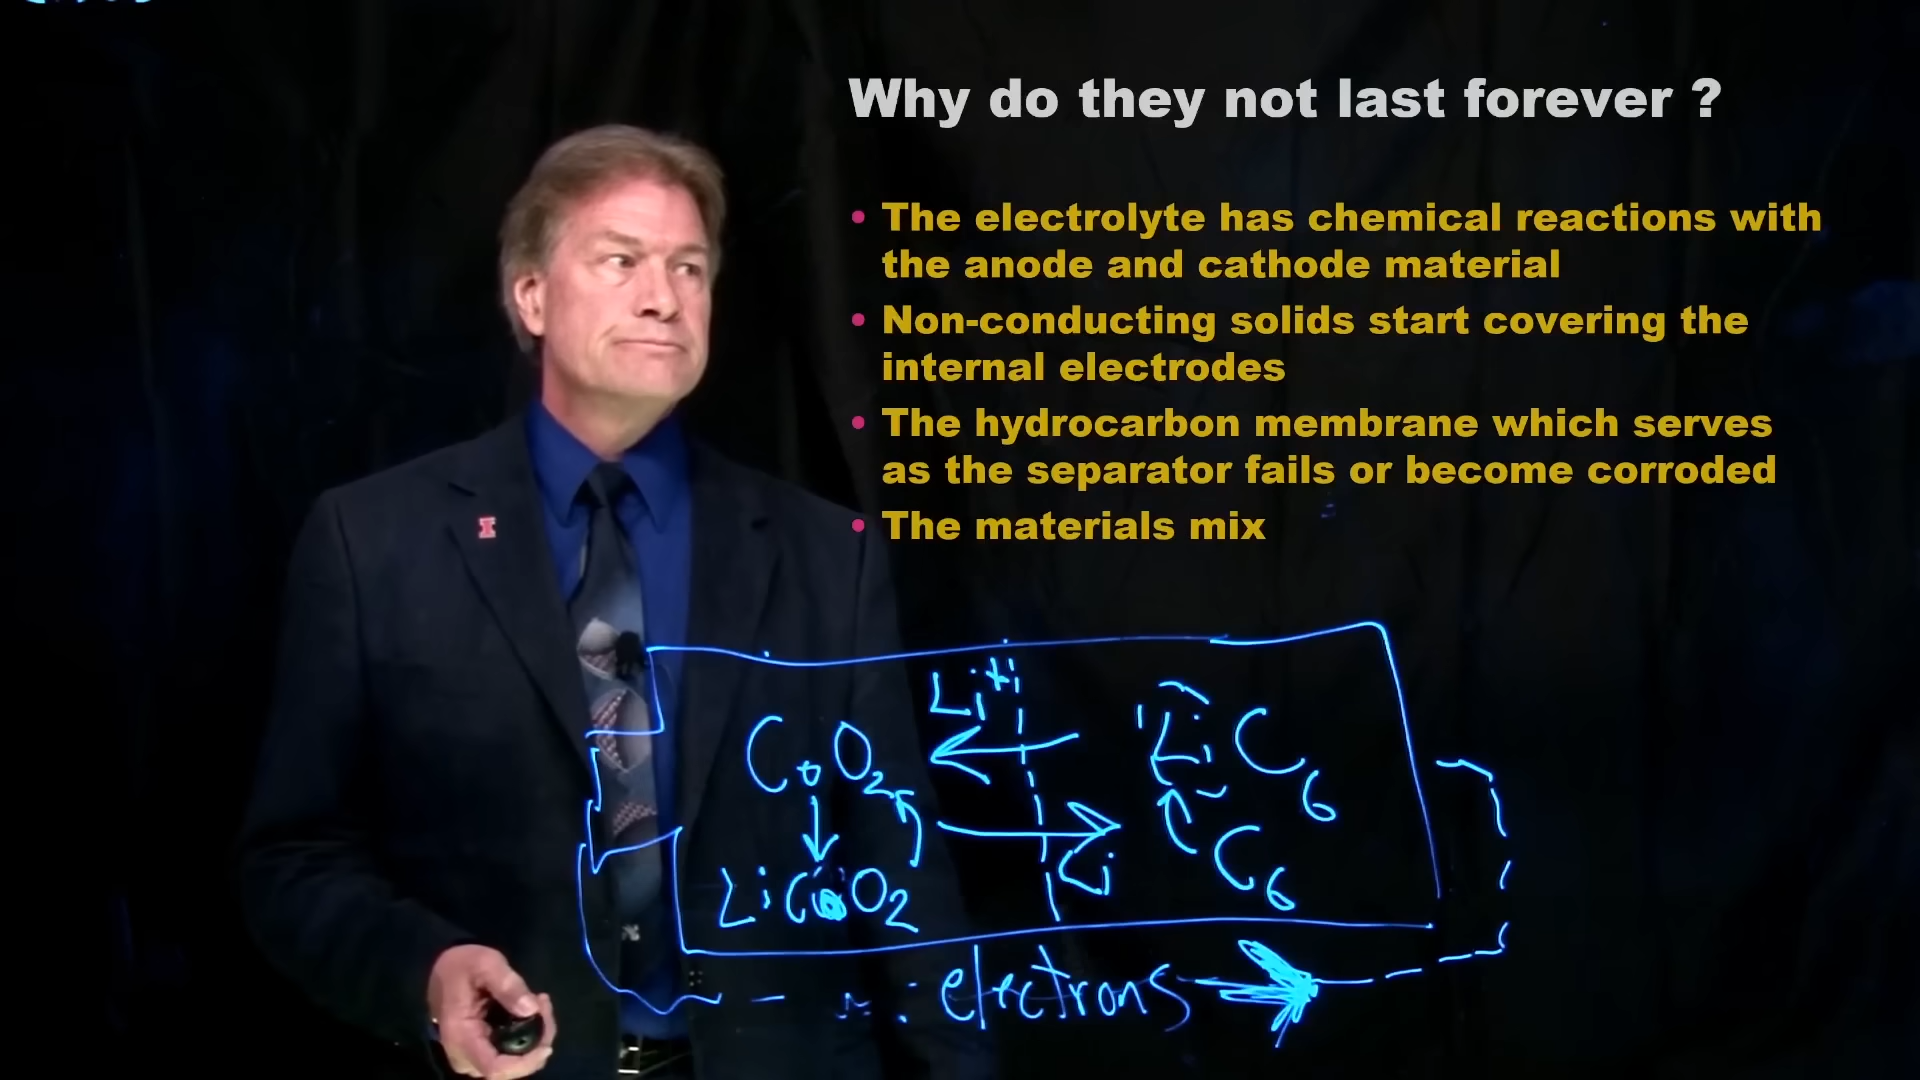 Why do they not last forever ?
• The electrolyte has chemical reactions with
the anode and cathode material
• Non-conducting solids start covering the
internal electrodes
• The hydrocarbon membrane which serves
as the separator fails or become corroded
• The materials mix
I
Li+
CoO2
LiC6
C6
Li
LiCoO2
electrons